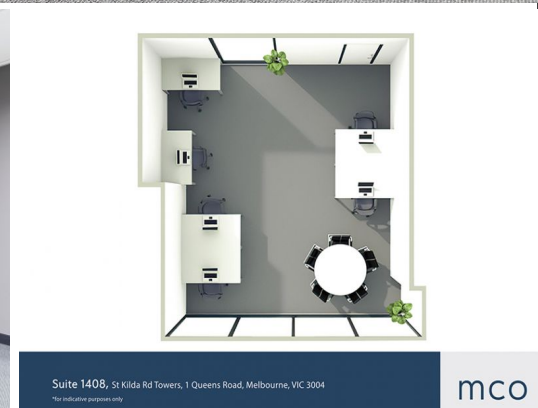 Suite 1408, St Kilda Rd Towers, 1 Queens Road, Melbourne, VIC 3004
*for indicative purposes only
mco